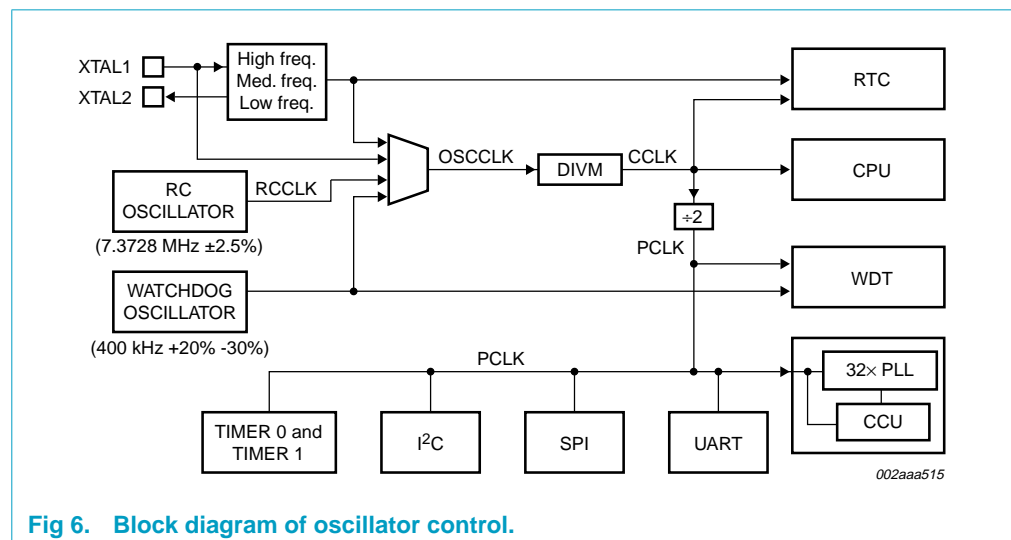 XTAL1
XTAL2
High freq.
Med. freq.
Low freq.
RTC
OSCCLK
DIVM
CCLK
CPU
RC
OSCILLATOR
RCCLK
(7.3728 MHz ±2.5%)
÷2
PCLK
WATCHDOG
OSCILLATOR
(400 kHz +20% -30%)
WDT
PCLK
32× PLL
CCU
TIMER 0 and
TIMER 1
I²C
SPI
UART
002aaa515
Fig 6. Block diagram of oscillator control.